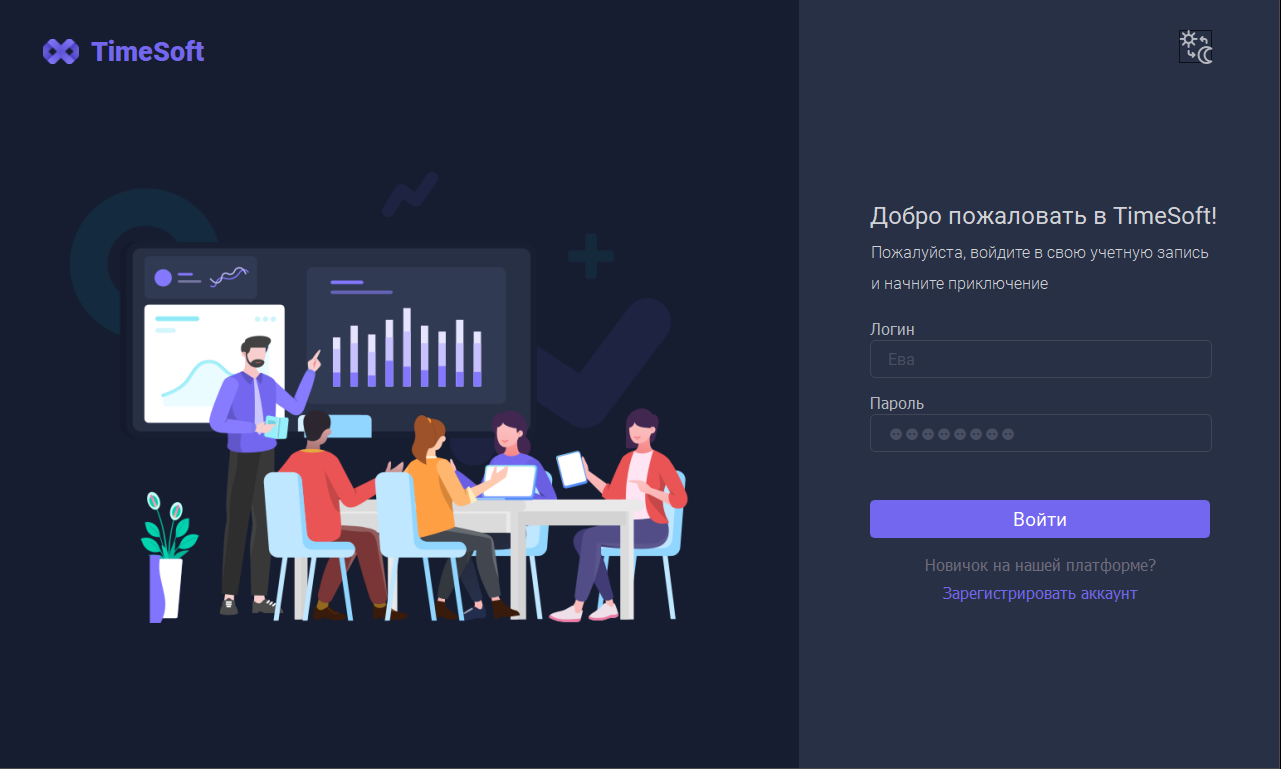 TimeSoft
Добро пожаловать в TimeSoft!
Пожалуйста, войдите в свою учетную запись
и начните приключение
Логин
Ева
Пароль
Войти
Новичок на нашей платформе?
Зарегистрировать аккаунт